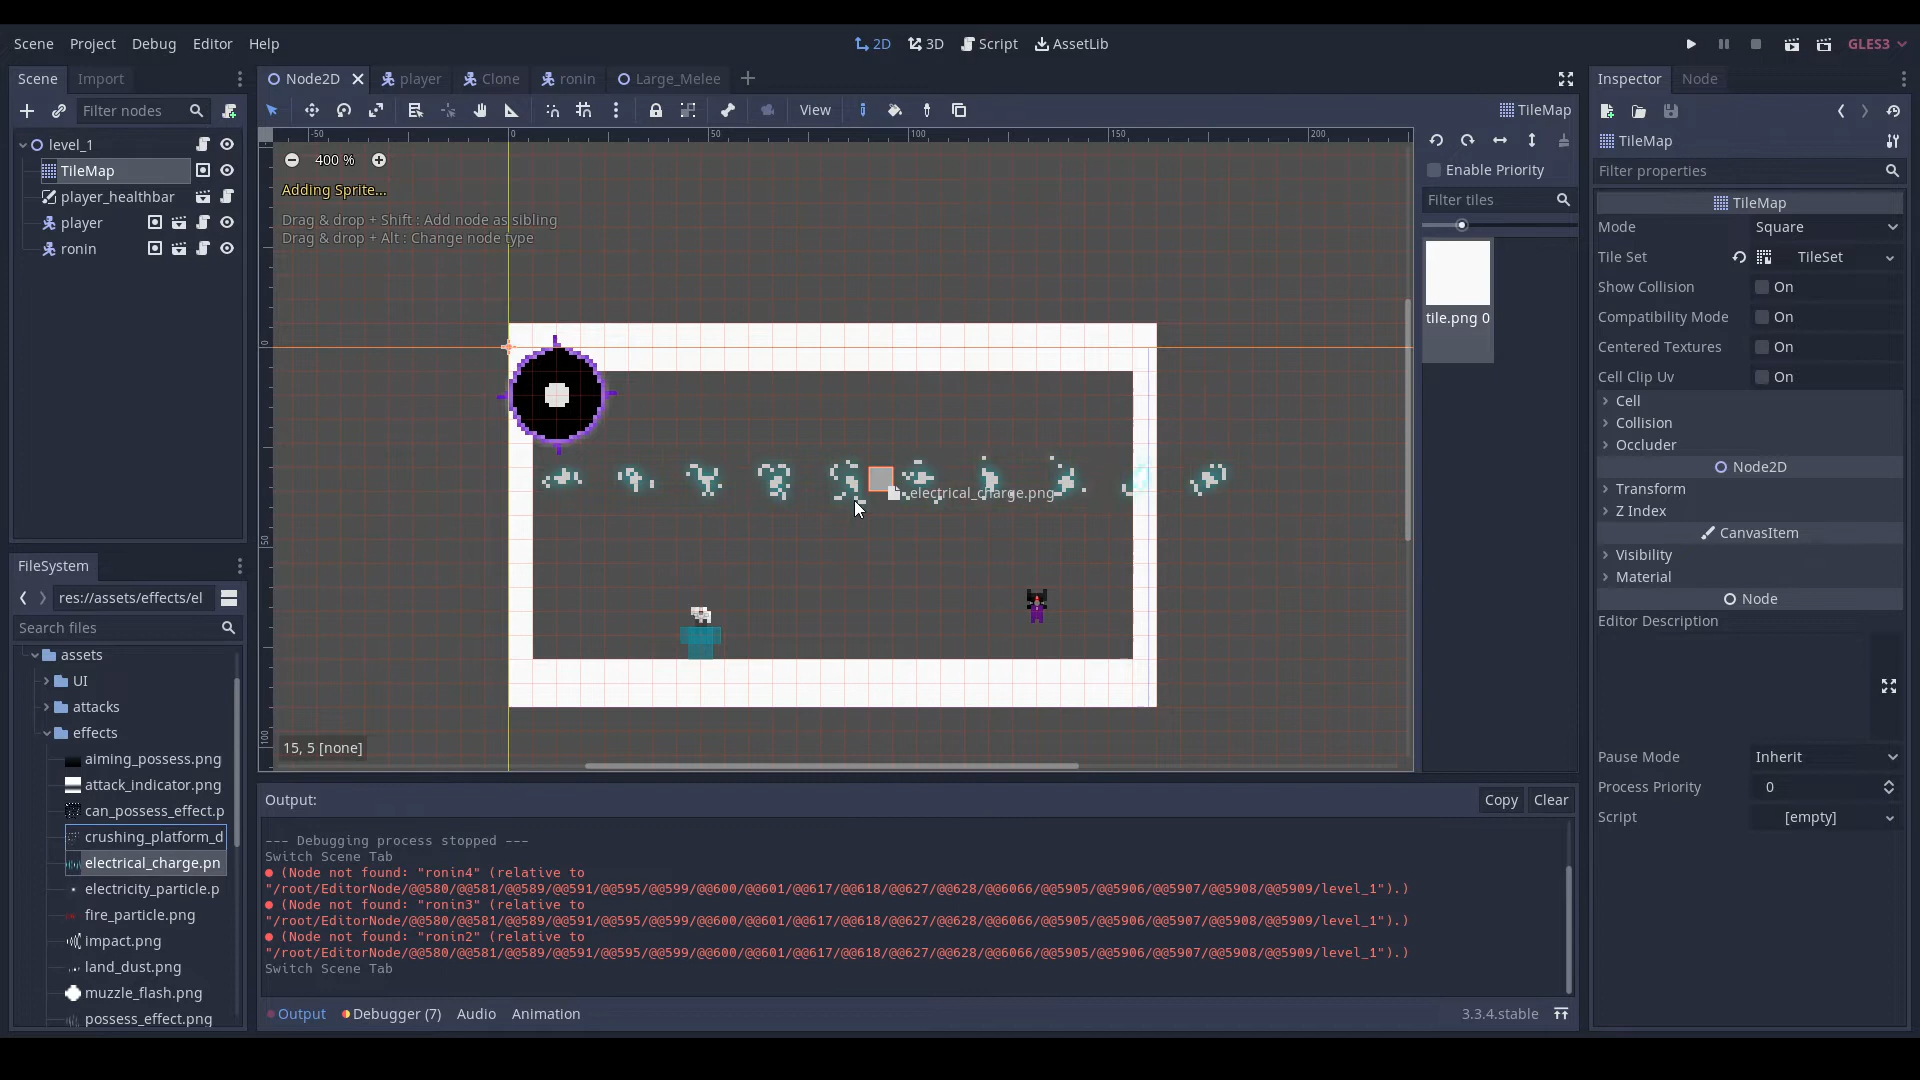 Scene Project Debug Editor Help
2D 3D Script AssetLib
GLES3
Scene Import
Node2D player Clone ronin Large_Melee
Inspector Node
Filter nodes
View
TileMap
level_1
TileMap
player_healthbar
player
ronin
-50 0 50 100 150 200
400 %
Adding Sprite...
Drag & drop + Shift : Add node as sibling
Drag & drop + Alt : Change node type
0
50
100
electrical_charge.png
15, 5 [none]
Enable Priority
Filter tiles
tile.png 0
TileMap
Filter properties
TileMap
Mode Square
Tile Set TileSet
Show Collision On
Compatibility Mode On
Centered Textures On
Cell Clip Uv On
Cell
Collision
Occluder
Node2D
Transform
Z Index
CanvasItem
Visibility
Material
Node
Editor Description
Pause Mode Inherit
Process Priority 0
Script [empty]
FileSystem
res://assets/effects/el
Search files
assets
UI
attacks
effects
aiming_possess.png
attack_indicator.png
can_possess_effect.p
crushing_platform_d
electrical_charge.pn
electricity_particle.p
fire_particle.png
impact.png
land_dust.png
muzzle_flash.png
possess_effect.png
Output: Copy Clear
--- Debugging process stopped ---
Switch Scene Tab
(Node not found: "ronin4" (relative to
"/root/EditorNode/@@580/@@581/@@589/@@591/@@595/@@599/@@600/@@601/@@617/@@618/@@627/@@628/@@6066/@@5905/@@5906/@@5907/@@5908/@@5909/level_1").)
(Node not found: "ronin3" (relative to
"/root/EditorNode/@@580/@@581/@@589/@@591/@@595/@@599/@@600/@@601/@@617/@@618/@@627/@@628/@@6066/@@5905/@@5906/@@5907/@@5908/@@5909/level_1").)
(Node not found: "ronin2" (relative to
"/root/EditorNode/@@580/@@581/@@589/@@591/@@595/@@599/@@600/@@601/@@617/@@618/@@627/@@628/@@6066/@@5905/@@5906/@@5907/@@5908/@@5909/level_1").)
Switch Scene Tab
Output Debugger (7) Audio Animation 3.3.4.stable